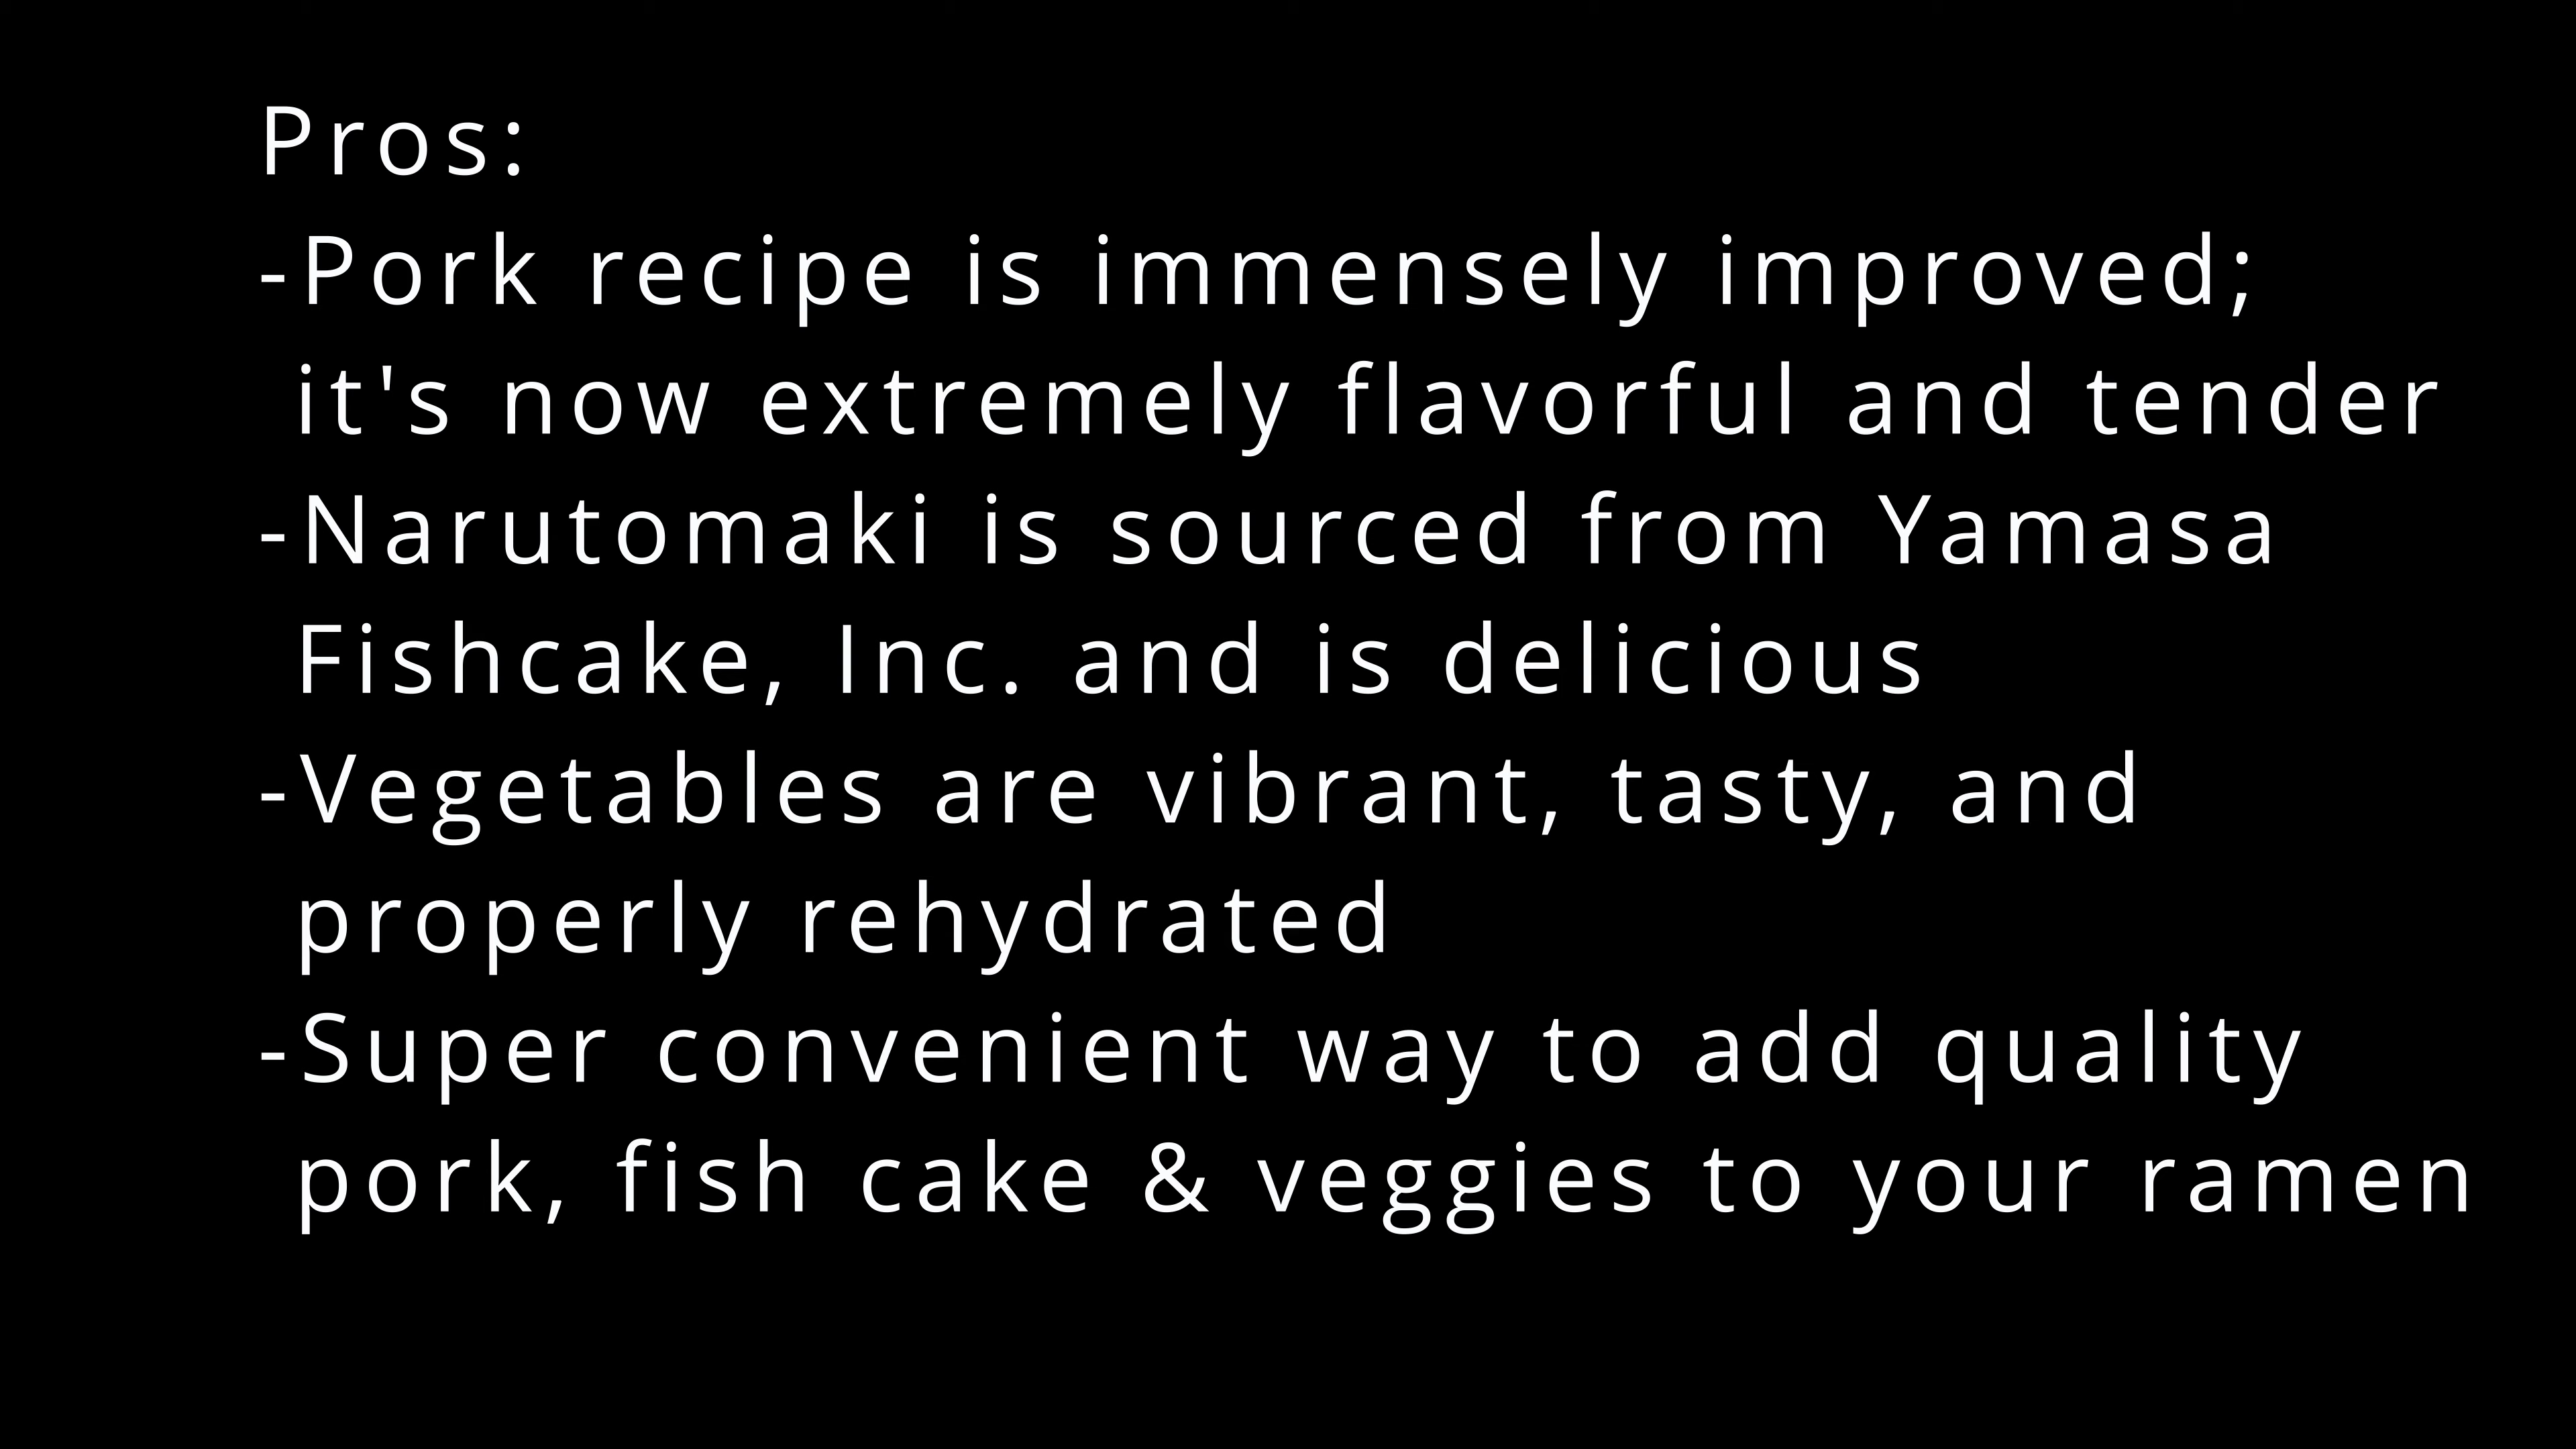 Pros:
-Pork recipe is immensely improved;
it's now extremely flavorful and tender
-Narutomaki is sourced from Yamasa
Fishcake, Inc. and is delicious
-Vegetables are vibrant, tasty, and
properly rehydrated
-Super convenient way to add quality
pork, fish cake & veggies to your ramen